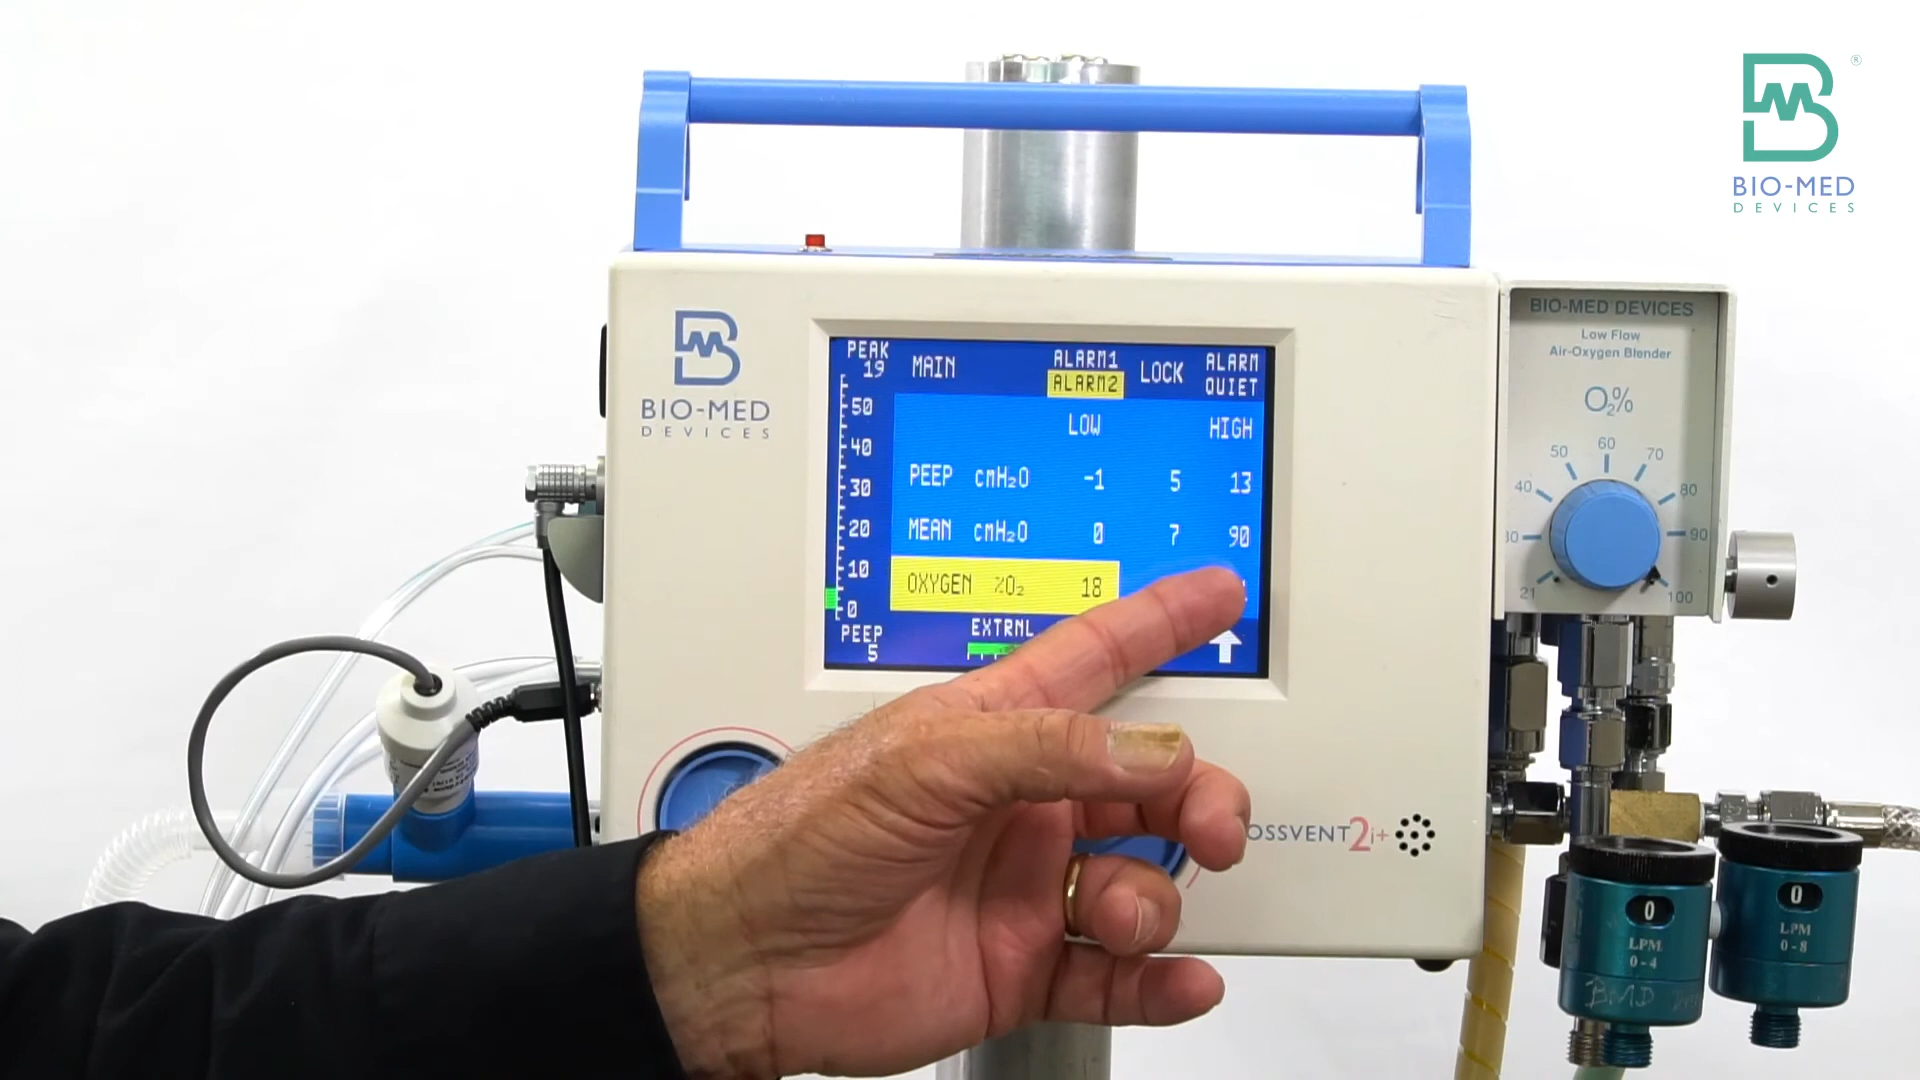 ®
BIO-MED
DEVICES
BIO-MED
DEVICES
PEAK
19
MAIN
ALARM1
ALARM2
LOCK
ALARM
QUIET
50
40
30
20
10
0
LOW
HIGH
PEEP cmH₂O -1 5 13
MEAN cmH₂O 0 7 90
OXYGEN %O₂ 18
PEEP
5
EXTRNL
OSSVENT2i+
BIO-MED DEVICES
Low Flow
Air-Oxygen Blender
O₂%
21
30
40
50
60
70
80
90
100
0
LPM
0-4
BMD
0
LPM
0-8